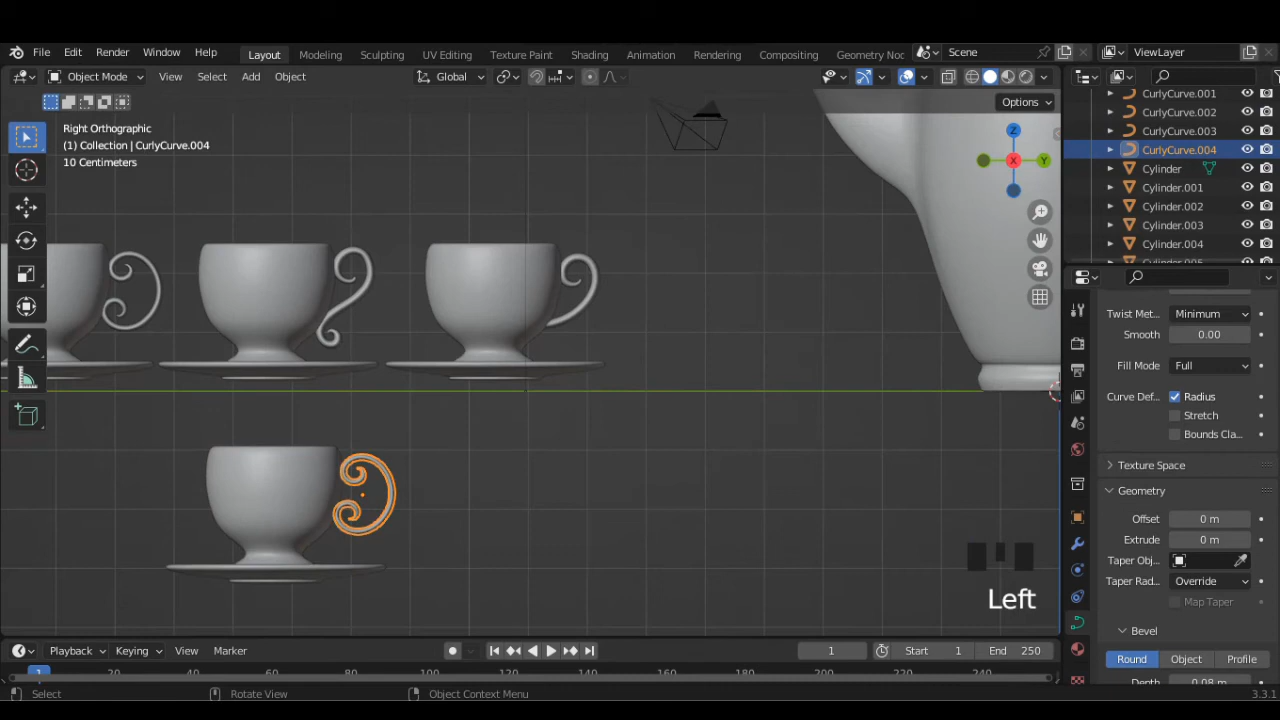 File Edit Render Window Help Layout Modeling Sculpting UV Editing Texture Paint Shading Animation Rendering Compositing Geometry Noc Scene ViewLayer
Object Mode View Select Add Object Global
Options
Right Orthographic
(1) Collection | CurlyCurve.004
10 Centimeters
Z
X
Y
CurlyCurve.001
CurlyCurve.002
CurlyCurve.003
CurlyCurve.004
Cylinder
Cylinder.001
Cylinder.002
Cylinder.003
Cylinder.004
Twist Met... Minimum
Smooth 0.00
Fill Mode Full
Curve Def... Radius
Stretch
Bounds Cla...
Texture Space
Geometry
Offset 0 m
Extrude 0 m
Taper Obj...
Taper Rad... Override
Map Taper
Bevel
Round Object Profile
Depth 0.08 m
Left
Playback Keying View Marker 1 Start 1 End 250
1 20 40 60 80 100 120 140 160 180 200 220 240
Select Rotate View Object Context Menu 3.3.1